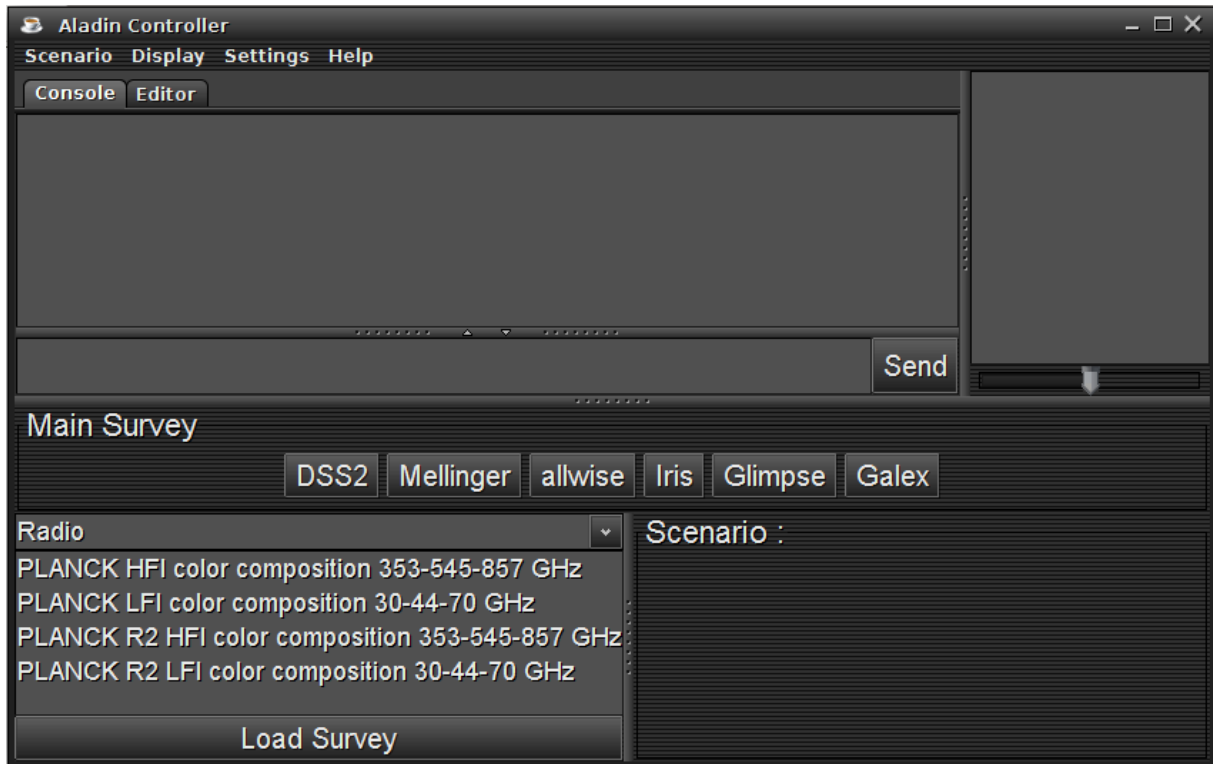 Aladin Controller
Scenario Display Settings Help
Console Editor
Send
Main Survey
DSS2 Mellinger allwise Iris Glimpse Galex
Radio
PLANCK HFI color composition 353-545-857 GHz
PLANCK LFI color composition 30-44-70 GHz
PLANCK R2 HFI color composition 353-545-857 GHz
PLANCK R2 LFI color composition 30-44-70 GHz
Load Survey
Scenario :